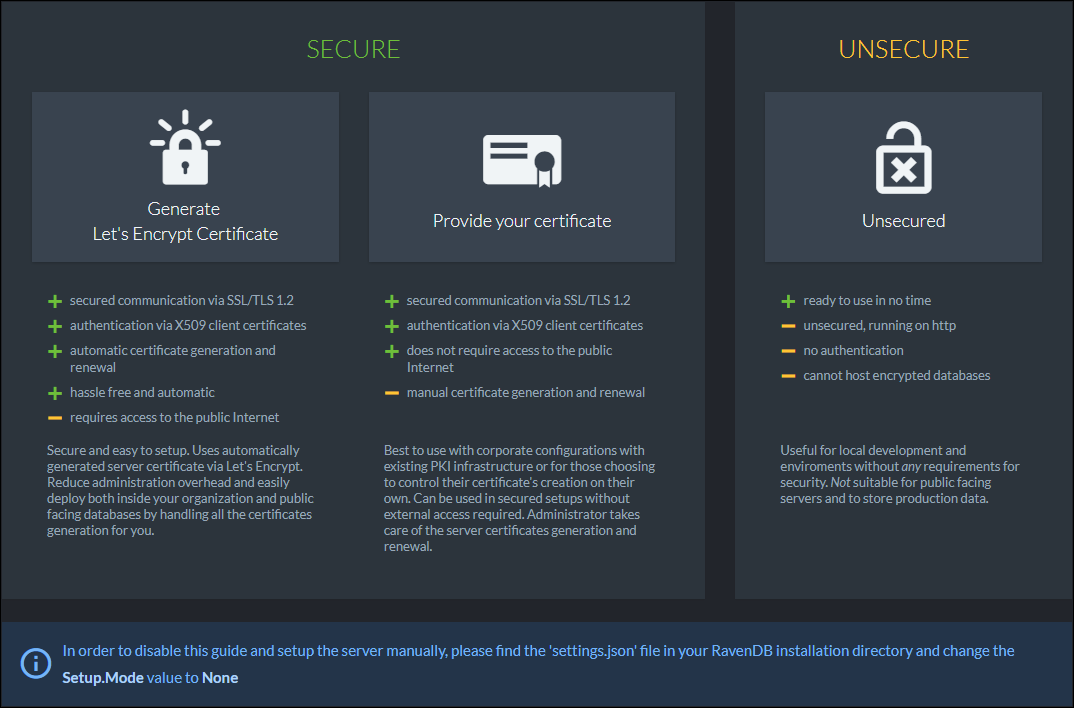 SECURE
Generate
Let's Encrypt Certificate
secured communication via SSL/TLS 1.2
authentication via X509 client certificates
automatic certificate generation and
renewal
hassle free and automatic
requires access to the public Internet
Secure and easy to setup. Uses automatically
generated server certificate via Let's Encrypt.
Reduce administration overhead and easily
deploy both inside your organization and public
facing databases by handling all the certificates
generation for you.
Provide your certificate
secured communication via SSL/TLS 1.2
authentication via X509 client certificates
does not require access to the public
Internet
manual certificate generation and renewal
Best to use with corporate configurations with
existing PKI infrastructure or for those choosing
to control their certificate's creation on their
own. Can be used in secured setups without
external access required. Administrator takes
care of the server certificates generation and
renewal.
UNSECURE
Unsecured
ready to use in no time
unsecured, running on http
no authentication
cannot host encrypted databases
Useful for local development and
enviroments without any requirements for
security. Not suitable for public facing
servers and to store production data.
In order to disable this guide and setup the server manually, please find the 'settings.json' file in your RavenDB installation directory and change the
Setup.Mode value to None